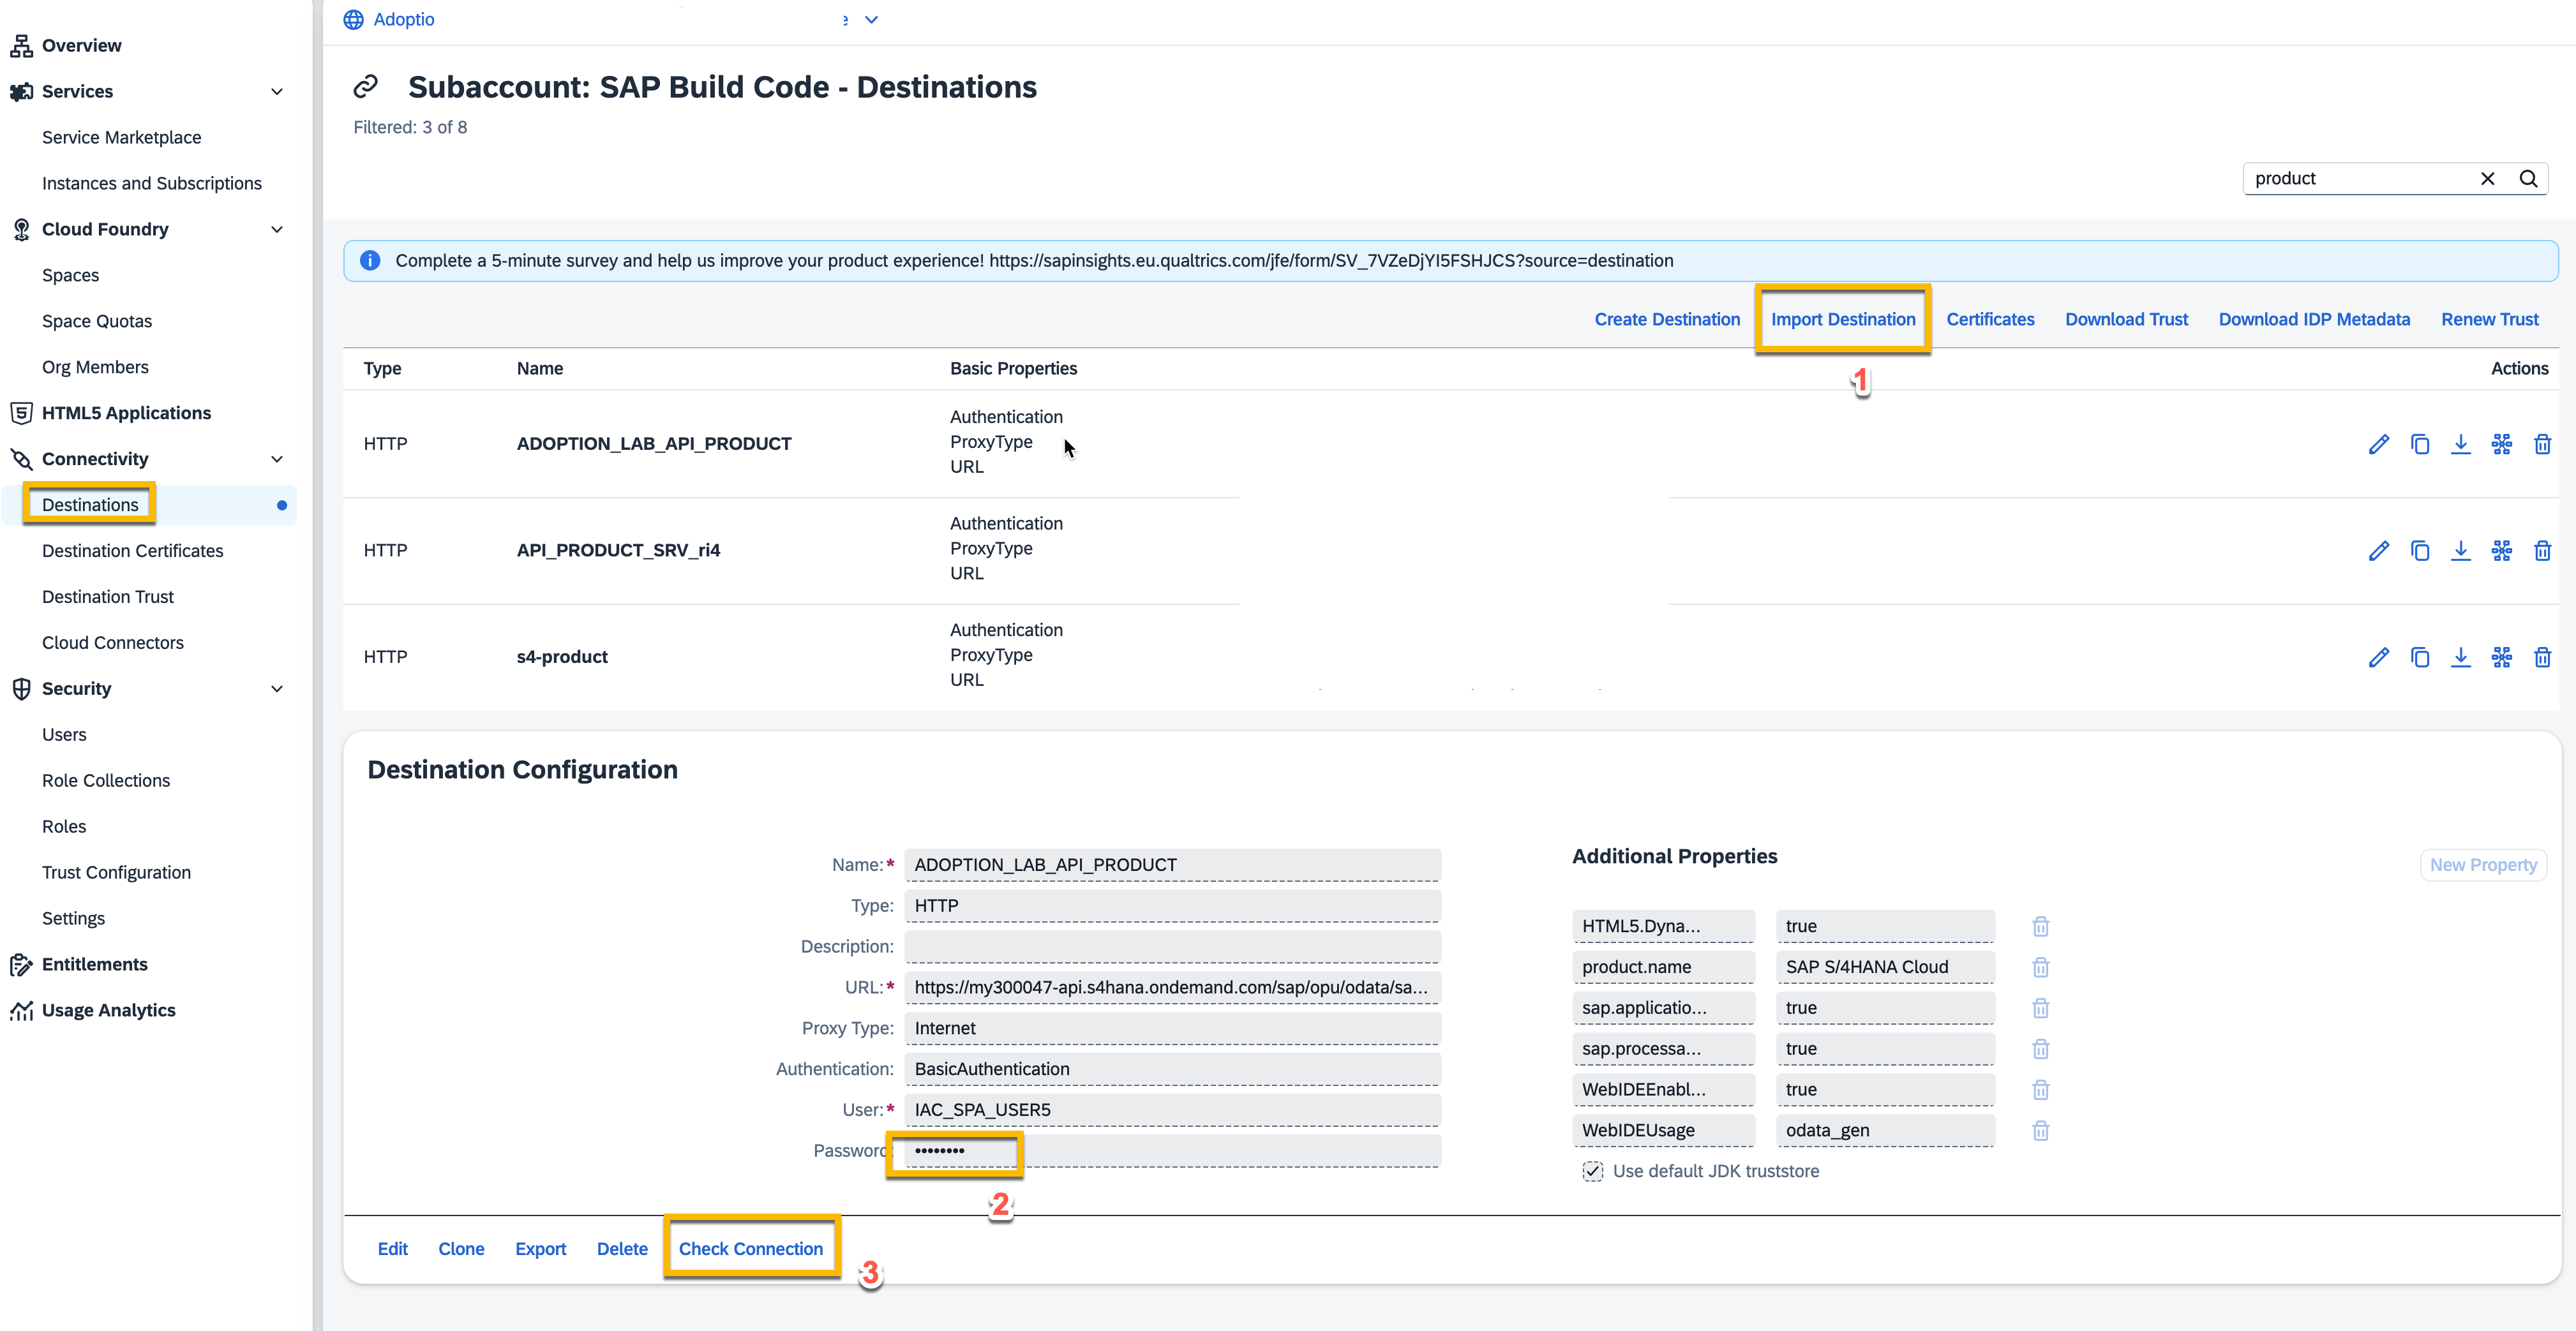 Adoptio
e
Overview
Services
Service Marketplace
Instances and Subscriptions
Cloud Foundry
Spaces
Space Quotas
Org Members
HTML5 Applications
Connectivity
Destinations
Destination Certificates
Destination Trust
Cloud Connectors
Security
Users
Role Collections
Roles
Trust Configuration
Settings
Entitlements
Usage Analytics
Subaccount: SAP Build Code - Destinations
Filtered: 3 of 8
product
Complete a 5-minute survey and help us improve your product experience! https://sapinsights.eu.qualtrics.com/jfe/form/SV_7VZeDjYI5FSHJCS?source=destination
Create Destination Import Destination Certificates Download Trust Download IDP Metadata Renew Trust
1
Type Name Basic Properties Actions
HTTP ADOPTION_LAB_API_PRODUCT
Authentication
ProxyType
URL
HTTP API_PRODUCT_SRV_ri4
Authentication
ProxyType
URL
HTTP s4-product
Authentication
ProxyType
URL
Destination Configuration
Name:* ADOPTION_LAB_API_PRODUCT
Type: HTTP
Description:
URL:* https://my300047-api.s4hana.ondemand.com/sap/opu/odata/sa...
Proxy Type: Internet
Authentication: BasicAuthentication
User:* IAC_SPA_USER5
Password: ••••••••
2
Additional Properties
New Property
HTML5.Dyna... true
product.name SAP S/4HANA Cloud
sap.applicatio... true
sap.processa... true
WebIDEEnabl... true
WebIDEUsage odata_gen
Use default JDK truststore
Edit Clone Export Delete Check Connection
3